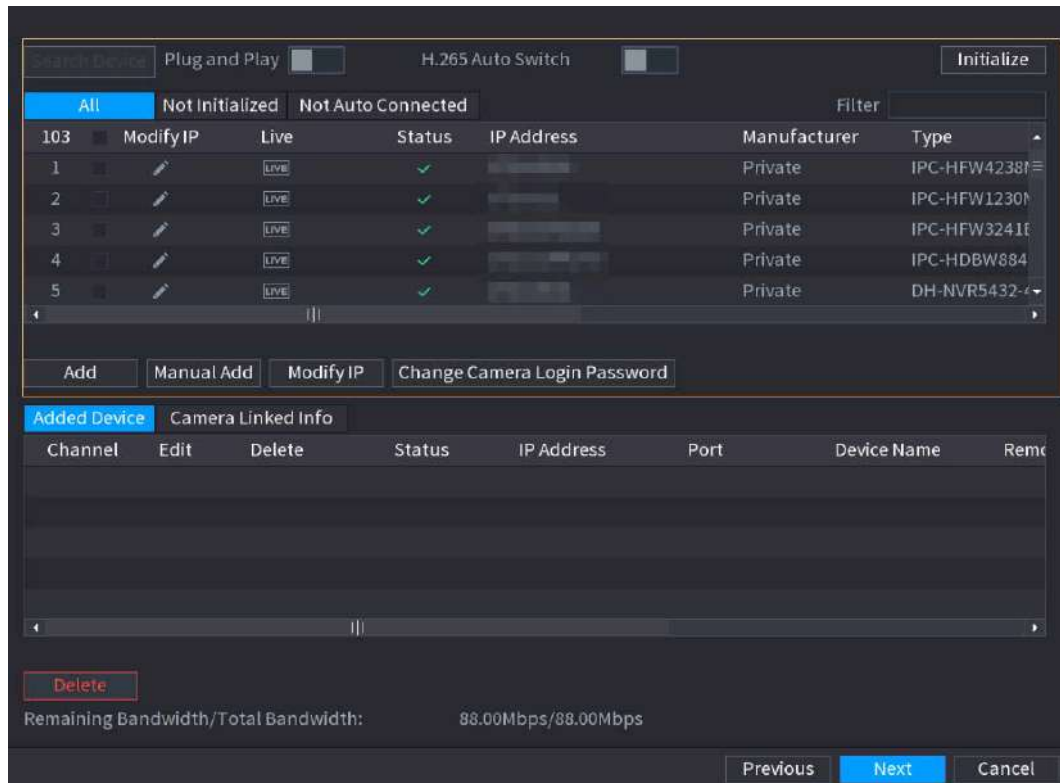 Search Device Plug and Play H.265 Auto Switch Initialize
All Not Initialized Not Auto Connected Filter
103 Modify IP Live Status IP Address Manufacturer Type
1 LIVE Private IPC-HFW4238
2 LIVE Private IPC-HFW1230
3 LIVE Private IPC-HFW3241
4 LIVE Private IPC-HDBW884
5 LIVE Private DH-NVR5432-
Add Manual Add Modify IP Change Camera Login Password
Added Device Camera Linked Info
Channel Edit Delete Status IP Address Port Device Name Remo
Delete
Remaining Bandwidth/Total Bandwidth: 88.00Mbps/88.00Mbps
Previous Next Cancel